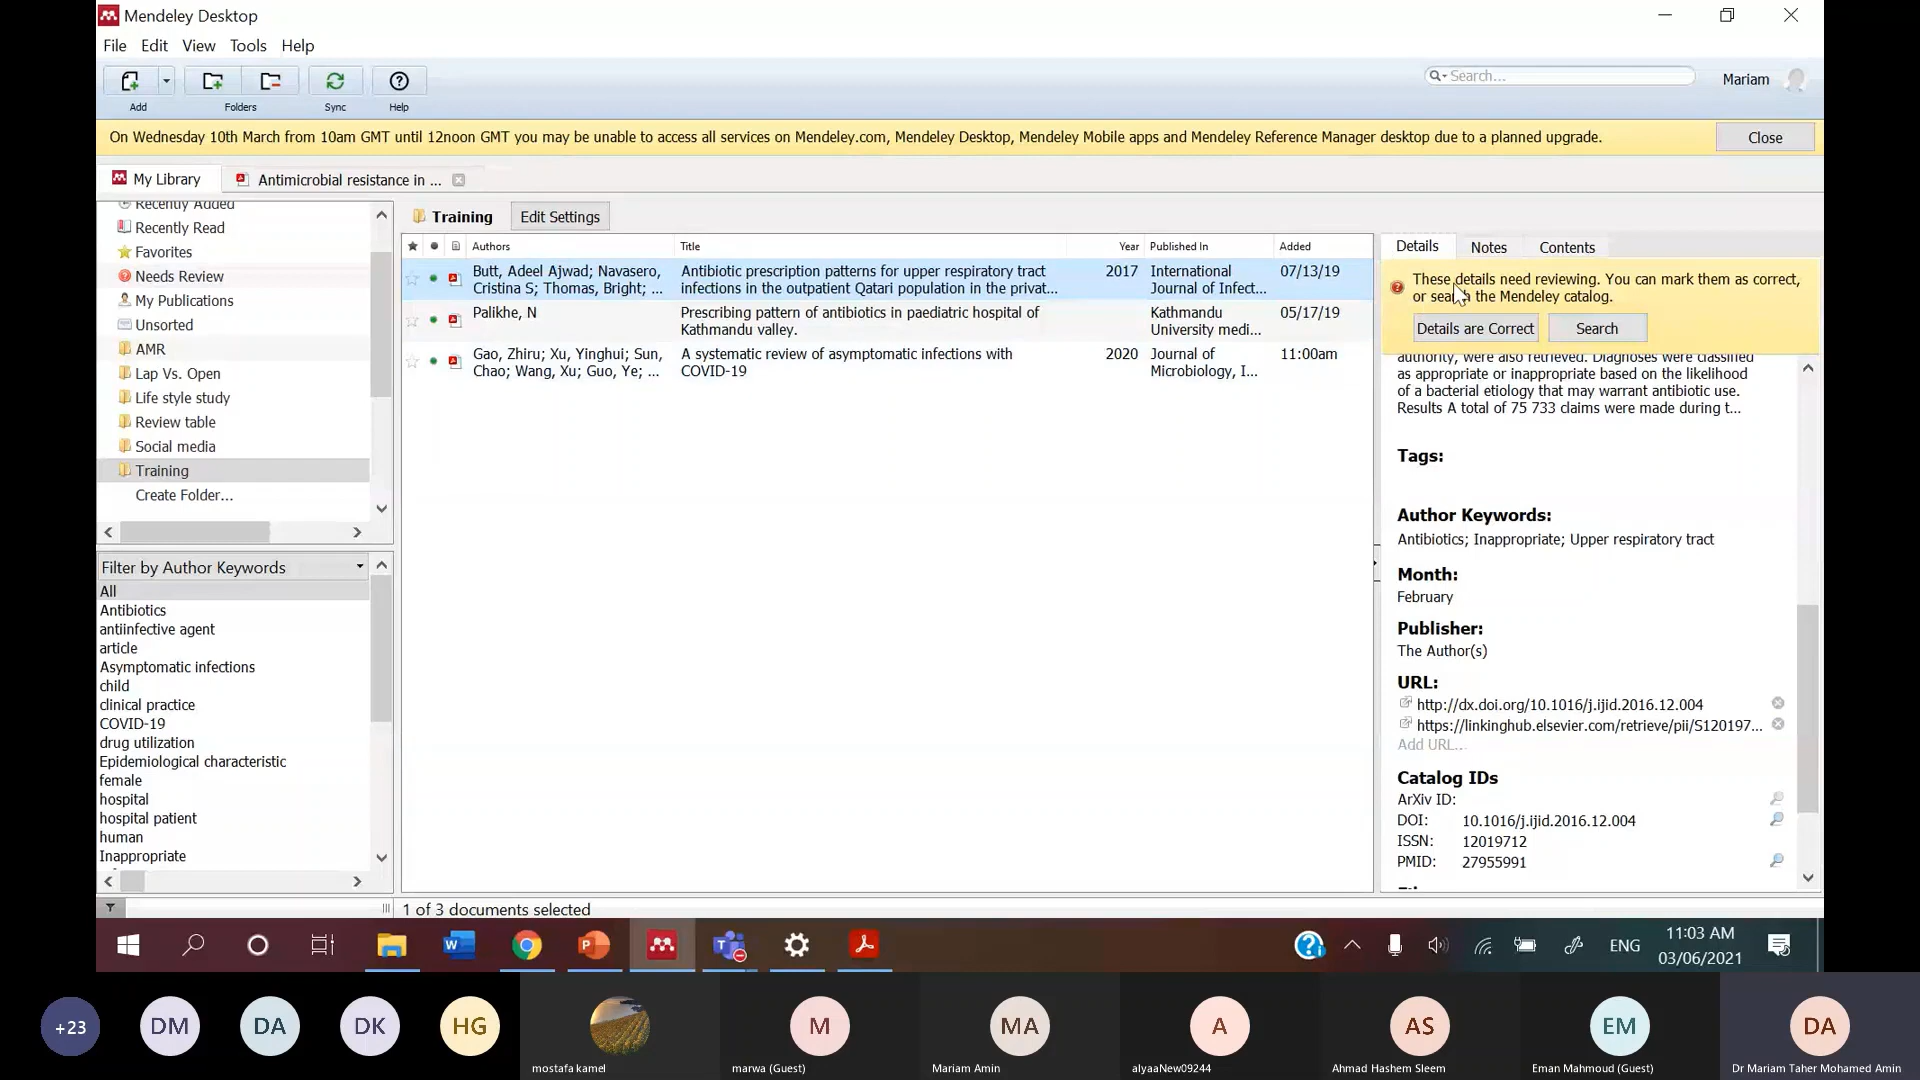 Mendeley Desktop
File Edit View Tools Help
Add Folders Sync Help
Search...
Mariam
On Wednesday 10th March from 10am GMT until 12noon GMT you may be unable to access all services on Mendeley.com, Mendeley Desktop, Mendeley Mobile apps and Mendeley Reference Manager desktop due to a planned upgrade.
Close
My Library
Antimicrobial resistance in ...
Recently Added
Recently Read
Favorites
Needs Review
My Publications
Unsorted
AMR
Lap Vs. Open
Life style study
Review table
Social media
Training
Create Folder...
Filter by Author Keywords
All
Antibiotics
antiinfective agent
article
Asymptomatic infections
child
clinical practice
COVID-19
drug utilization
Epidemiological characteristic
female
hospital
hospital patient
human
Inappropriate
Training Edit Settings
Authors Title Year Published In Added
Butt, Adeel Ajwad; Navasero, Antibiotic prescription patterns for upper respiratory tract 2017 International 07/13/19
Cristina S; Thomas, Bright; ... infections in the outpatient Qatari population in the privat... Journal of Infect...
Palikhe, N Prescribing pattern of antibiotics in paediatric hospital of Kathmandu 05/17/19
Kathmandu valley. University medi...
Gao, Zhiru; Xu, Yinghui; Sun, A systematic review of asymptomatic infections with 2020 Journal of 11:00am
Chao; Wang, Xu; Guo, Ye; ... COVID-19 Microbiology, I...
1 of 3 documents selected
Details Notes Contents
These details need reviewing. You can mark them as correct,
or search the Mendeley catalog.
Details are Correct Search
authority, were also retrieved. Diagnoses were classified
as appropriate or inappropriate based on the likelihood
of a bacterial etiology that may warrant antibiotic use.
Results A total of 75 733 claims were made during t...
Tags:
Author Keywords:
Antibiotics; Inappropriate; Upper respiratory tract
Month:
February
Publisher:
The Author(s)
URL:
http://dx.doi.org/10.1016/j.ijid.2016.12.004
https://linkinghub.elsevier.com/retrieve/pii/S120197...
Add URL...
Catalog IDs
ArXiv ID:
DOI: 10.1016/j.ijid.2016.12.004
ISSN: 12019712
PMID: 27955991
ENG
11:03 AM
03/06/2021
+23 DM DA DK HG M MA A AS EM DA
mostafa kamel marwa (Guest) Mariam Amin alyaaNew09244 Ahmad Hashem Sleem Eman Mahmoud (Guest) Dr Mariam Taher Mohamed Amin